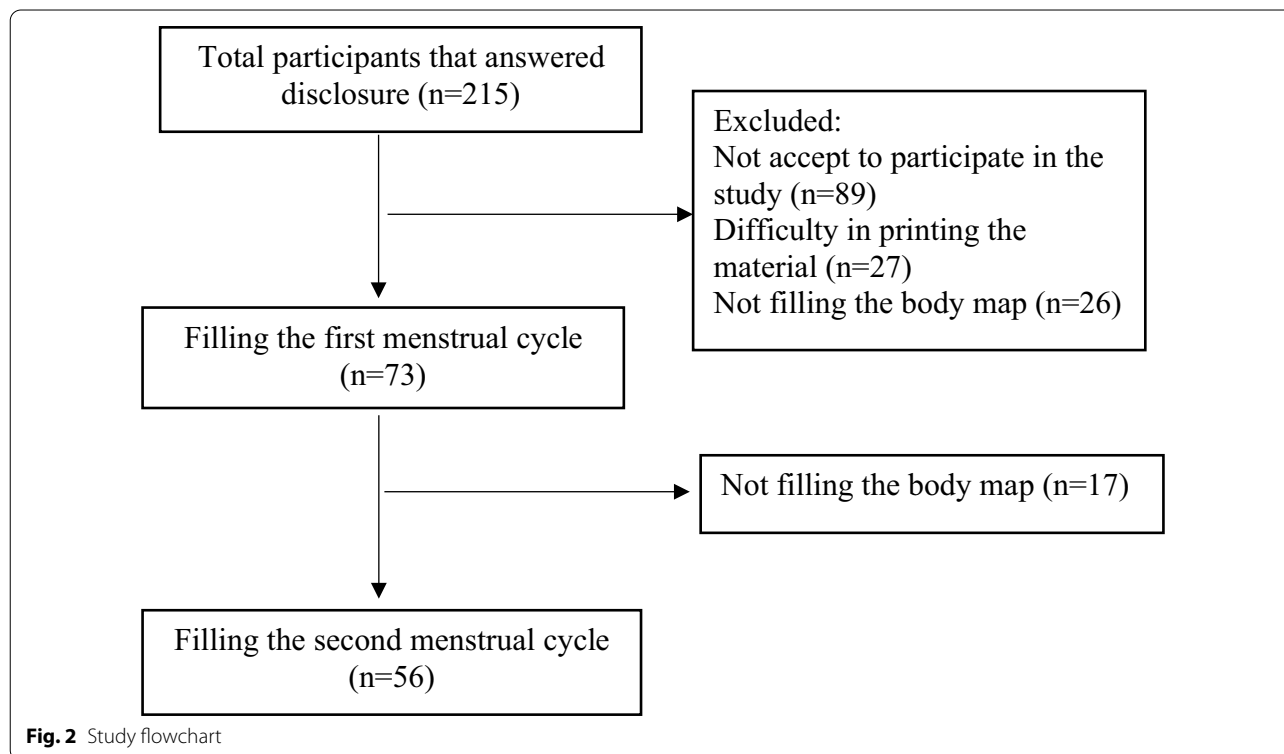 Total participants that answered
disclosure (n=215)
Excluded:
Not accept to participate in the
study (n=89)
Difficulty in printing the
material (n=27)
Not filling the body map (n=26)
Filling the first menstrual cycle
(n=73)
Not filling the body map (n=17)
Filling the second menstrual cycle
(n=56)
Fig. 2 Study flowchart